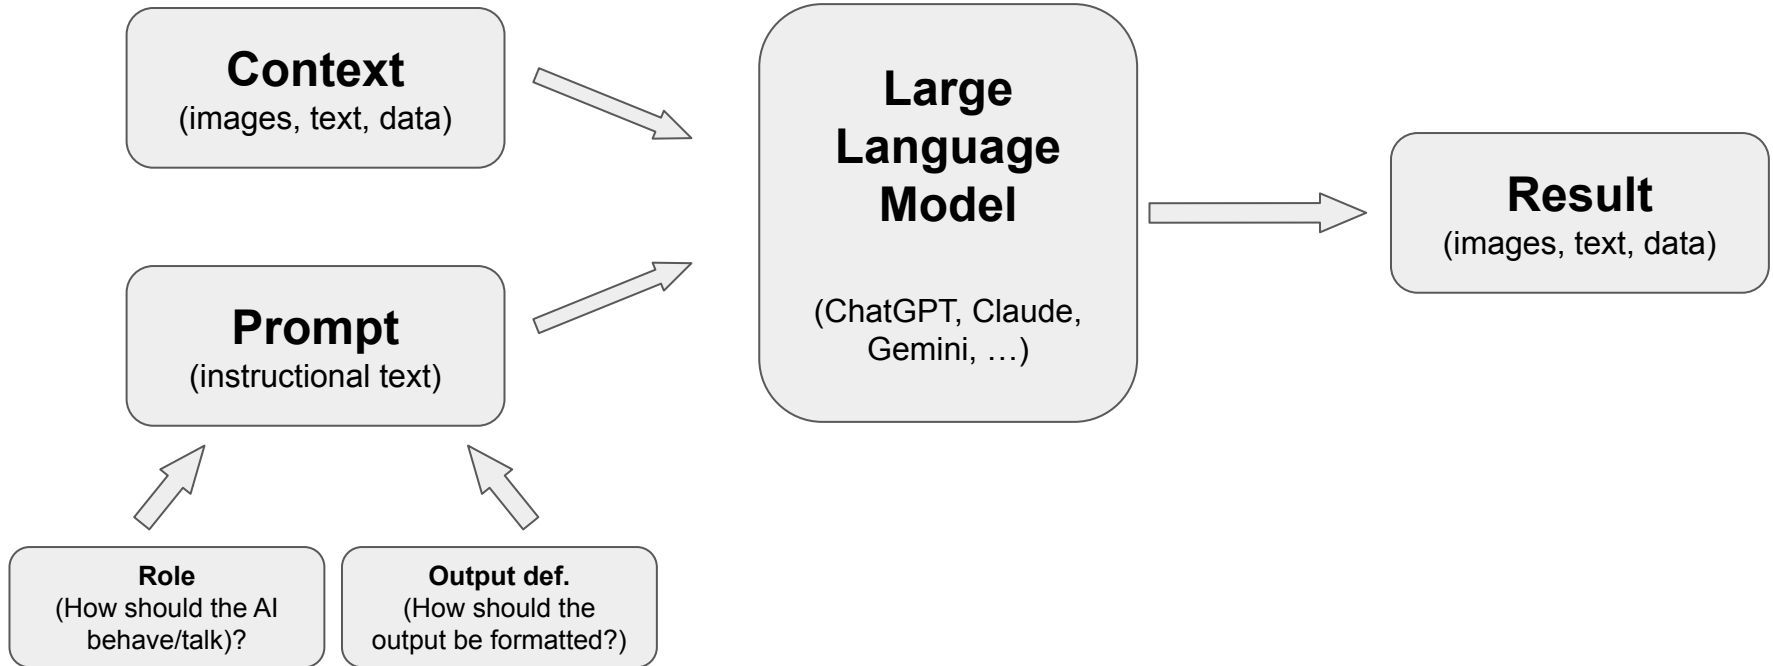 Context
(images, text, data)
Prompt
(instructional text)
Role
(How should the AI
behave/talk)?
Output def.
(How should the
output be formatted?)
Large
Language
Model
(ChatGPT, Claude,
Gemini, …)
Result
(images, text, data)